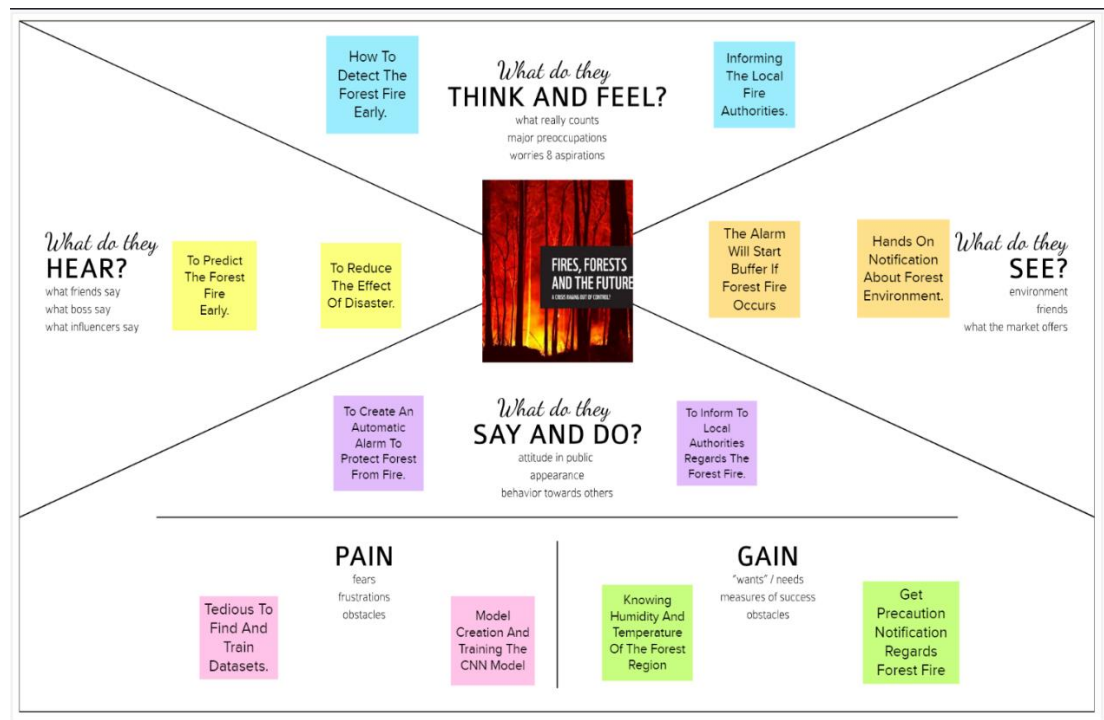 How To
Detect The
Forest Fire
Early.
What do they
THINK AND FEEL?
what really counts
major preoccupations
worries & aspirations
Informing
The Local
Fire
Authorities.
What do they
HEAR?
what friends say
what boss say
what influencers say
To Predict
The Forest
Fire
Early.
To Reduce
The Effect
Of Disaster.
FIRES, FORESTS
AND THE FUTURE
A CRISIS RAGING OUT OF CONTROL?
The Alarm
Will Start
Buffer If
Forest Fire
Occurs
Hands On
Notification
About Forest
Environment.
What do they
SEE?
environment
friends
what the market offers
To Create An
Automatic
Alarm To
Protect Forest
From Fire.
What do they
SAY AND DO?
attitude in public
appearance
behavior towards others
To Inform To
Local
Authorities
Regards The
Forest Fire.
PAIN
fears
frustrations
obstacles
Tedious To
Find And
Train
Datasets.
Model
Creation And
Training The
CNN Model
GAIN
"wants" / needs
measures of success
obstacles
Knowing
Humidity And
Temperature
Of The Forest
Region
Get
Precaution
Notification
Regards
Forest Fire